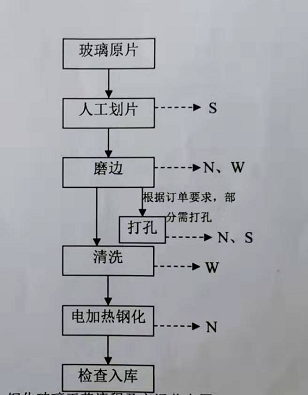 玻璃原片
人工划片
S
磨边
N、W
根据订单要求，部
分需打孔
打孔
N、S
清洗
W
电加热钢化
N
检查入库